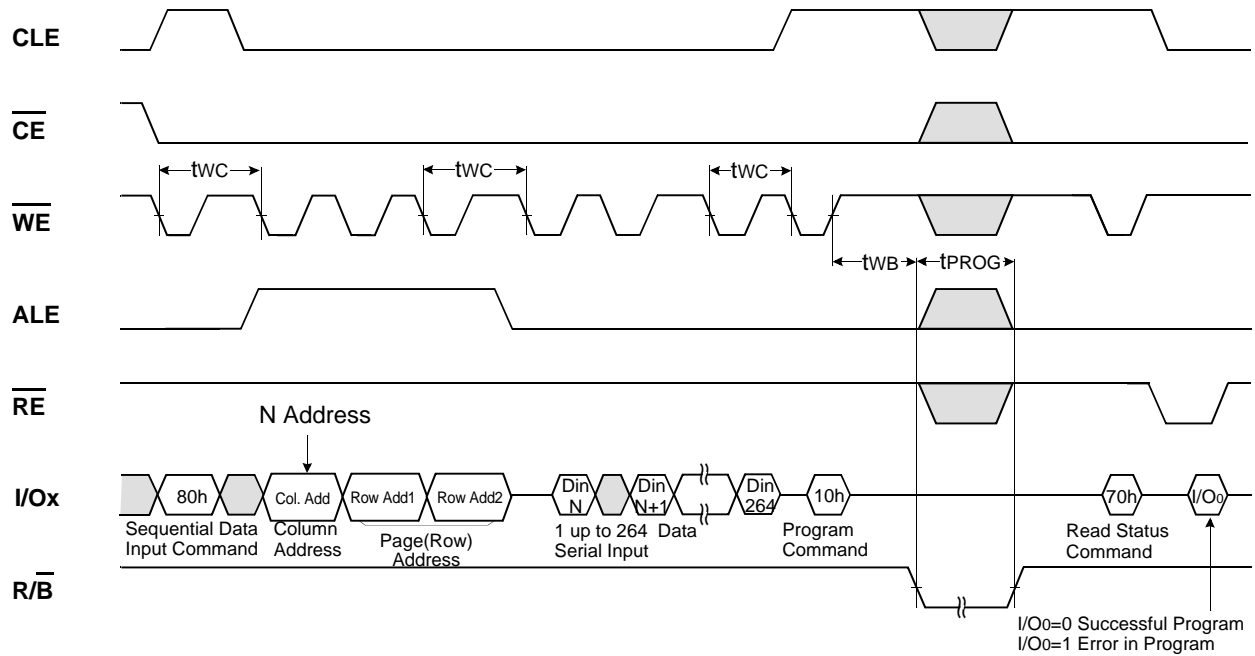 CLE
CE
tWC
tWC
tWC
WE
tWB
tPROG
ALE
RE
N Address
I/Ox
80h
Col. Add
Row Add1
Row Add2
Din
N
Din
N+1
Din
264
10h
70h
I/O0
Sequential Data
Input Command
Column
Address
Page(Row)
Address
1 up to 264 Data
Serial Input
Program
Command
Read Status
Command
R/B
I/O0=0 Successful Program
I/O0=1 Error in Program